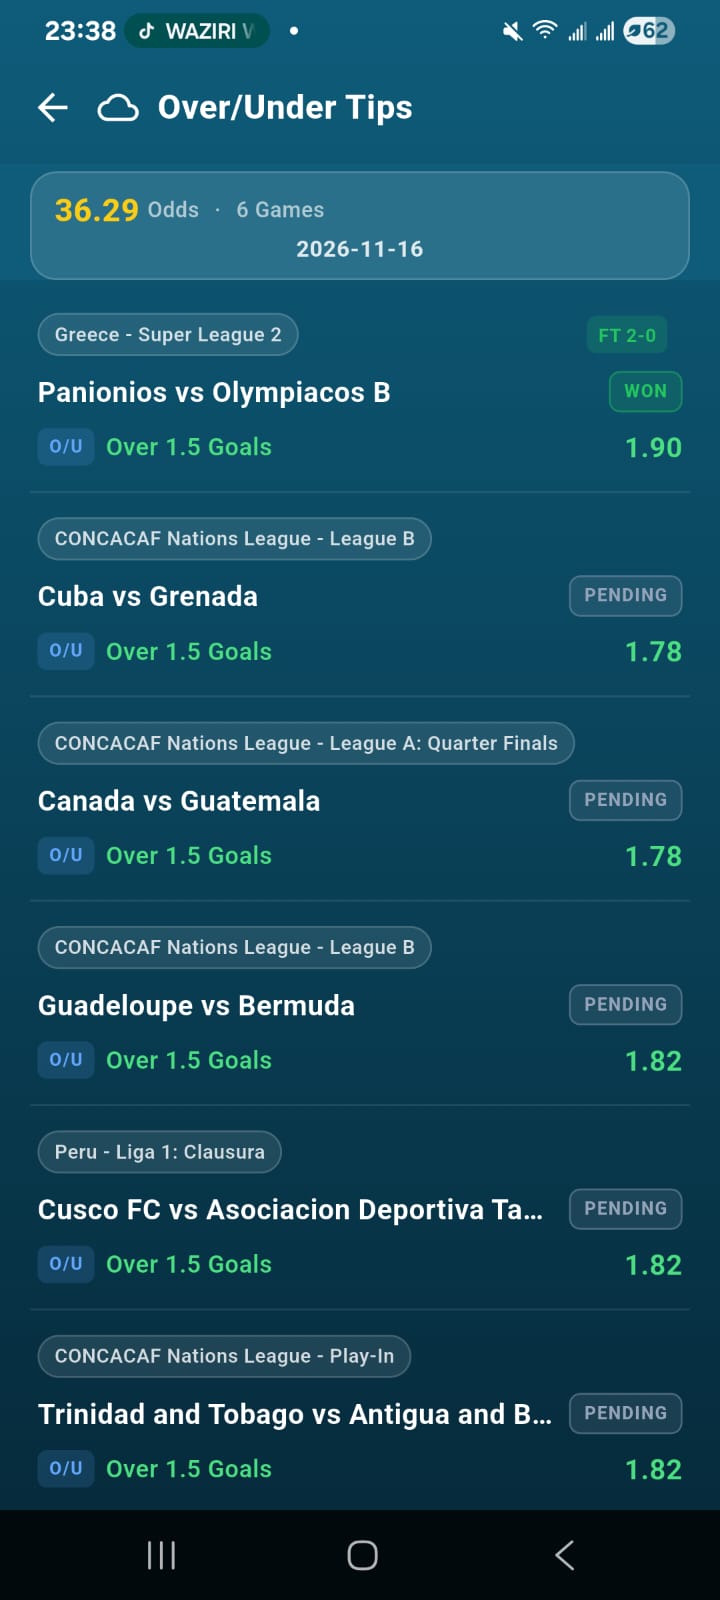 23:38 WAZIRI W 62
Over/Under Tips
36.29 Odds · 6 Games
2026-11-16
Greece - Super League 2 FT 2-0
Panionios vs Olympiacos B WON
O/U Over 1.5 Goals 1.90
CONCACAF Nations League - League B
Cuba vs Grenada PENDING
O/U Over 1.5 Goals 1.78
CONCACAF Nations League - League A: Quarter Finals
Canada vs Guatemala PENDING
O/U Over 1.5 Goals 1.78
CONCACAF Nations League - League B
Guadeloupe vs Bermuda PENDING
O/U Over 1.5 Goals 1.82
Peru - Liga 1: Clausura
Cusco FC vs Asociacion Deportiva Ta... PENDING
O/U Over 1.5 Goals 1.82
CONCACAF Nations League - Play-In
Trinidad and Tobago vs Antigua and B... PENDING
O/U Over 1.5 Goals 1.82